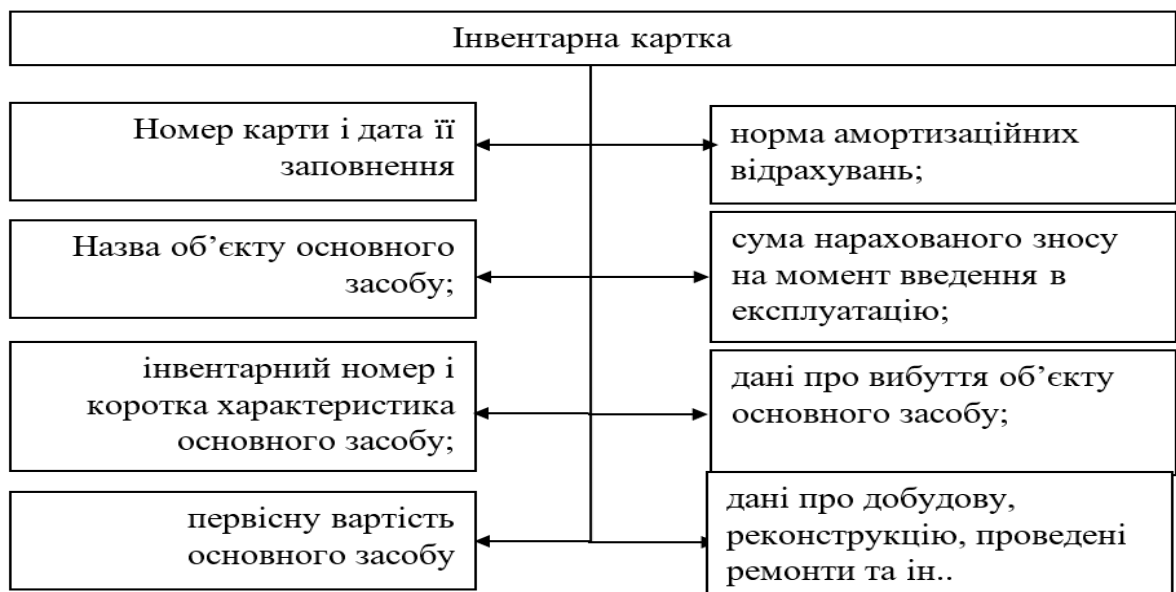 Інвентарна картка
Номер карти і дата її
заповнення
Назва об’єкту основного
засобу;
інвентарний номер і
коротка характеристика
основного засобу;
первісну вартість
основного засобу
норма амортизаційних
відрахувань;
сума нарахованого зносу
на момент введення в
експлуатацію;
дані про вибуття об’єкту
основного засобу;
дані про добудову,
реконструкцію, проведені
ремонти та ін..